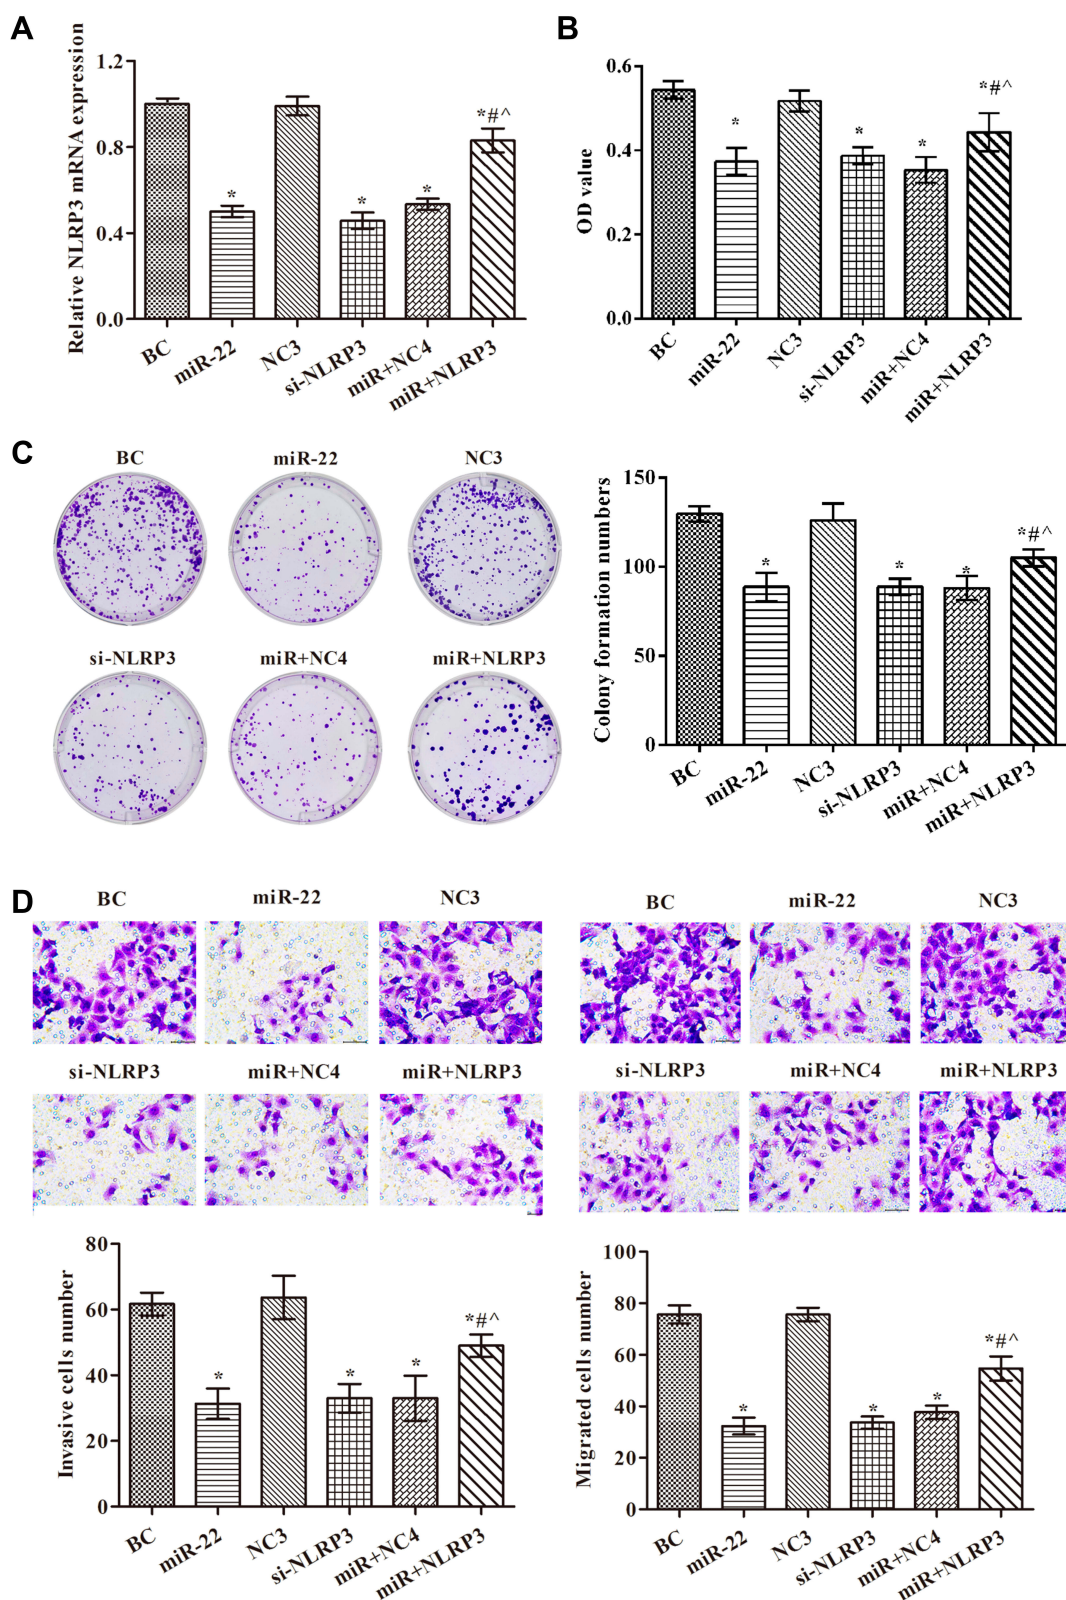 A
Relative NLRP3 mRNA expression
1.2
0.8
0.4
0.0
*
*
*
*#^
BC
miR-22
NC3
si-NLRP3
miR+NC4
miR+NLRP3
B
OD value
0.6
0.4
0.2
0.0
*
*
*
*#^
BC
miR-22
NC3
si-NLRP3
miR+NC4
miR+NLRP3
C
BC
miR-22
NC3
si-NLRP3
miR+NC4
miR+NLRP3
Colony formation numbers
150
100
50
0
*
*
*
*#^
BC
miR-22
NC3
si-NLRP3
miR+NC4
miR+NLRP3
D
BC
miR-22
NC3
si-NLRP3
miR+NC4
miR+NLRP3
BC
miR-22
NC3
si-NLRP3
miR+NC4
miR+NLRP3
Invasive cells number
80
60
40
20
0
*
*
*
*#^
BC
miR-22
NC3
si-NLRP3
miR+NC4
miR+NLRP3
Migrated cells number
100
80
60
40
20
0
*
*
*
*#^
BC
miR-22
NC3
si-NLRP3
miR+NC4
miR+NLRP3